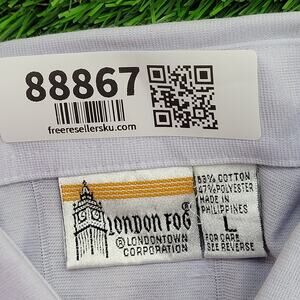 88867
freeresellersku.com
LONDON FOG®
® LONDONTOWN
CORPORATION
53% COTTON
47% POLYESTER
MADE IN
PHILIPPINES
L
FOR CARE
SEE REVERSE